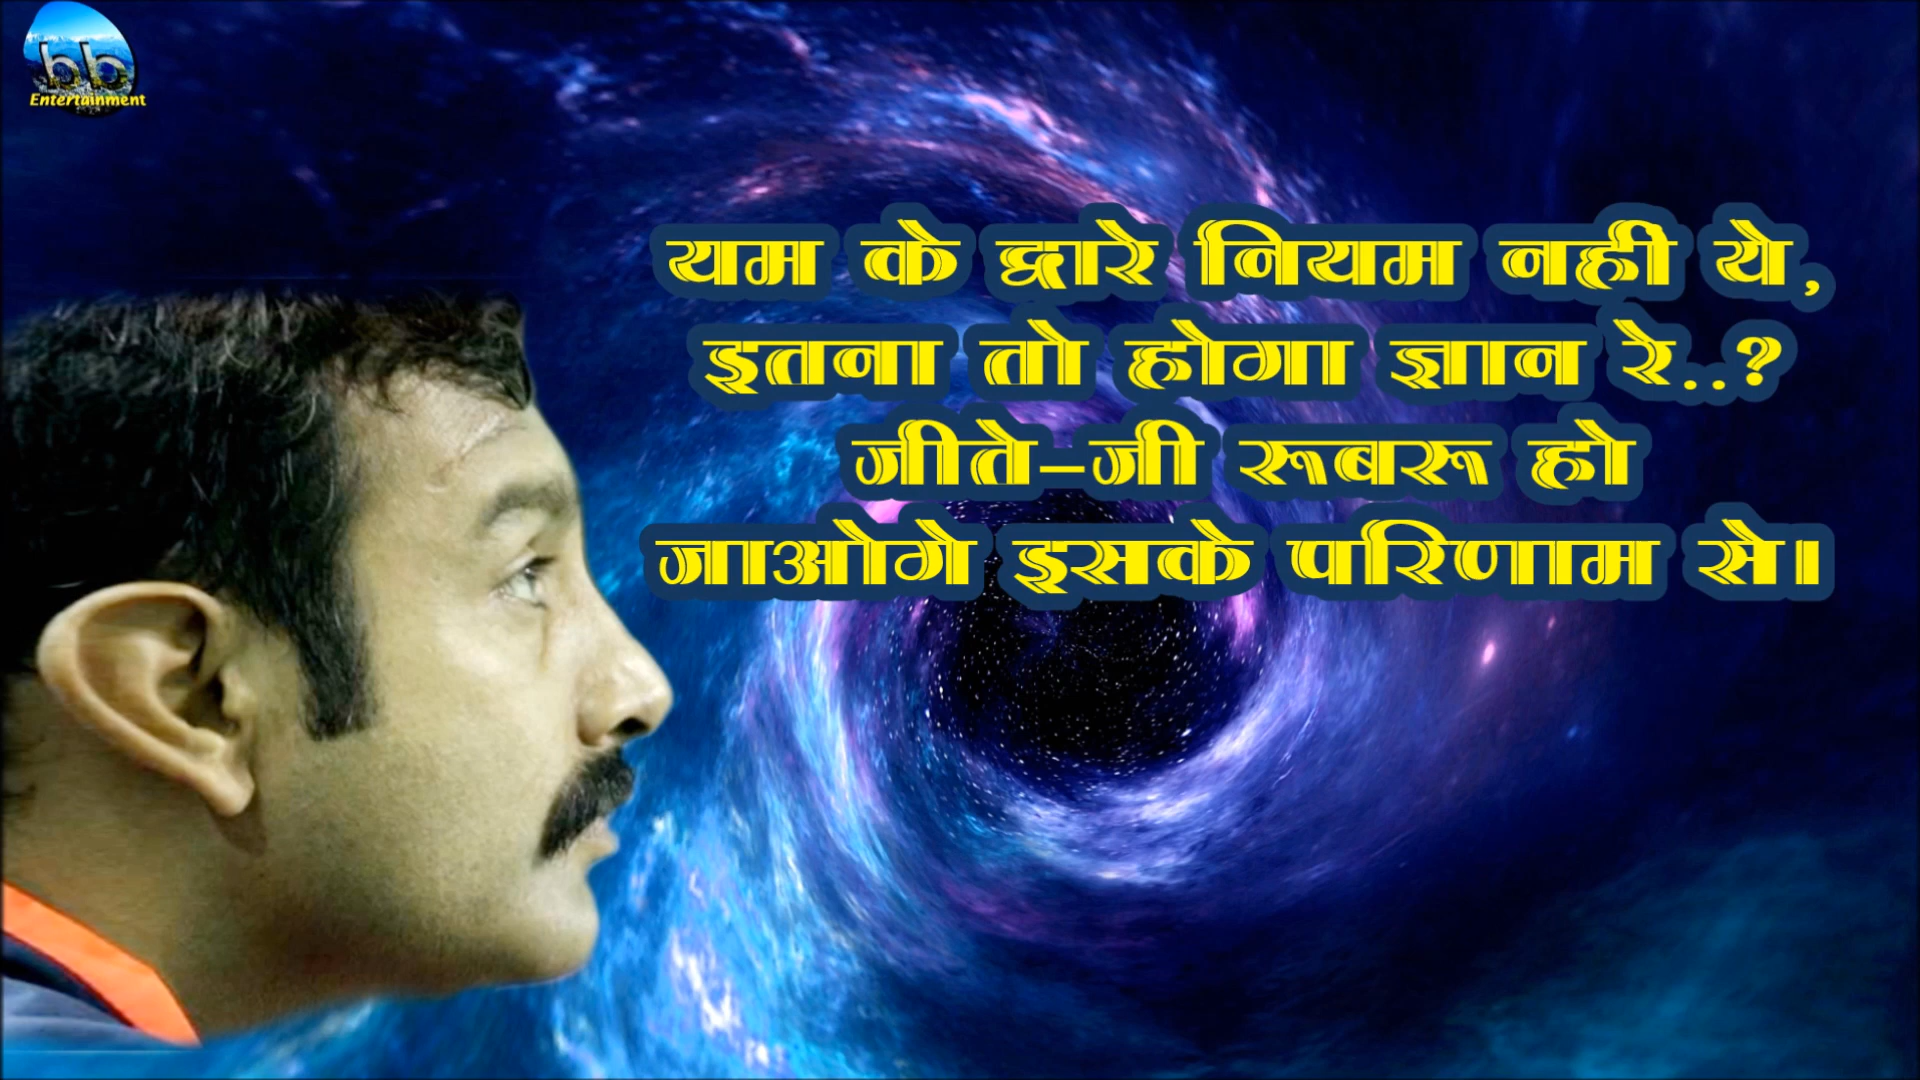 bb
Entertainment
यम के द्वारे नियम नही ये,
इतना तो होगा ज्ञान रे..?
जीते-जी रूबरू हो
जाओगे इसके परिणाम से।